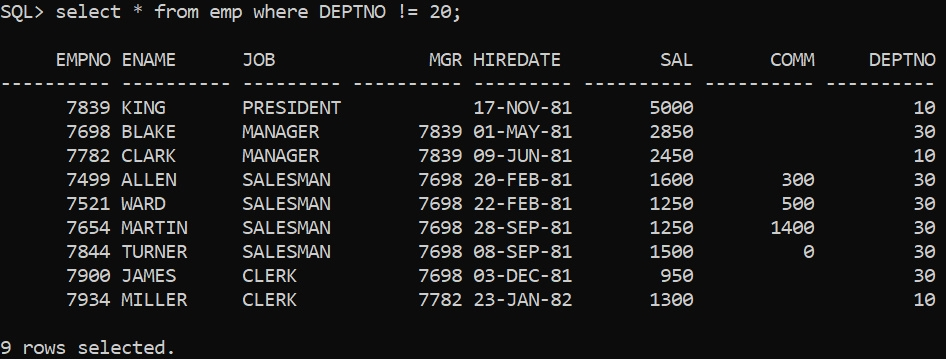 SQL> select * from emp where DEPTNO != 20;
EMPNO ENAME JOB MGR HIREDATE SAL COMM DEPTNO
---------- ---------- --------- ---------- --------- ---------- ---------- ----------
7839 KING PRESIDENT 17-NOV-81 5000 10
7698 BLAKE MANAGER 7839 01-MAY-81 2850 30
7782 CLARK MANAGER 7839 09-JUN-81 2450 10
7499 ALLEN SALESMAN 7698 20-FEB-81 1600 300 30
7521 WARD SALESMAN 7698 22-FEB-81 1250 500 30
7654 MARTIN SALESMAN 7698 28-SEP-81 1250 1400 30
7844 TURNER SALESMAN 7698 08-SEP-81 1500 0 30
7900 JAMES CLERK 7698 03-DEC-81 950 30
7934 MILLER CLERK 7782 23-JAN-82 1300 10
9 rows selected.